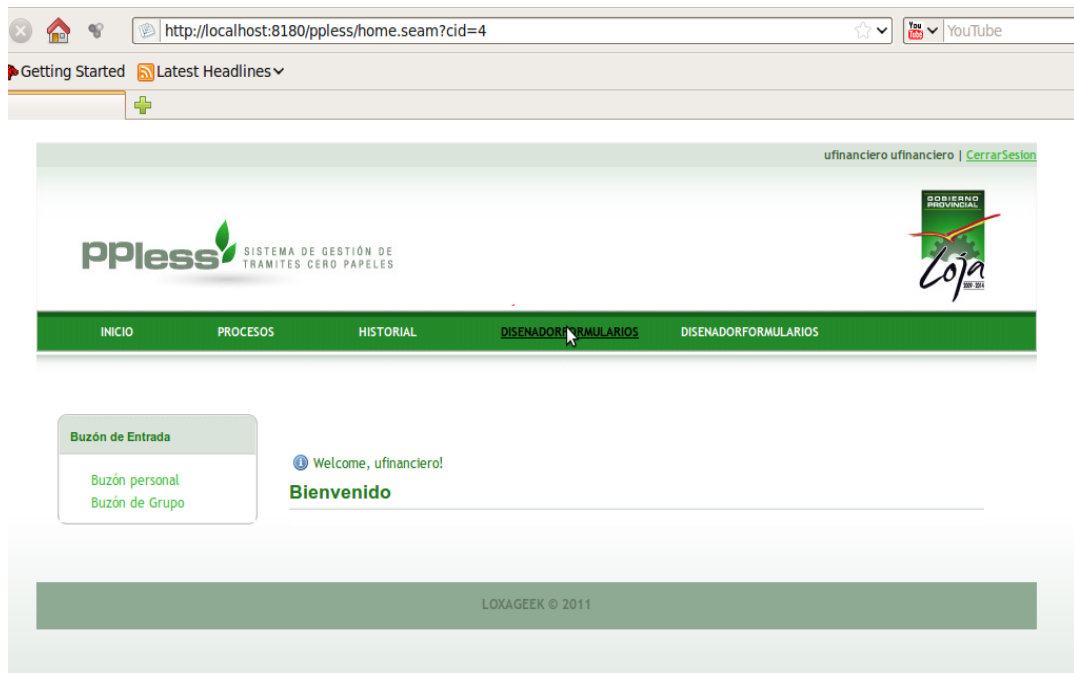 http://localhost:8180/ppless/home.seam?cid=4
YouTube
Getting Started Latest Headlines
ufinanciero ufinanciero | CerrarSesion
GOBIERNO
PROVINCIAL
PPless SISTEMA DE GESTIÓN DE
TRAMITES CERO PAPELES
Loja
INICIO PROCESOS HISTORIAL DISENADORFORMULARIOS DISENADORFORMULARIOS
Buzón de Entrada
Buzón personal
Buzón de Grupo
Welcome, ufinanciero!
Bienvenido
LOXAGEEK © 2011